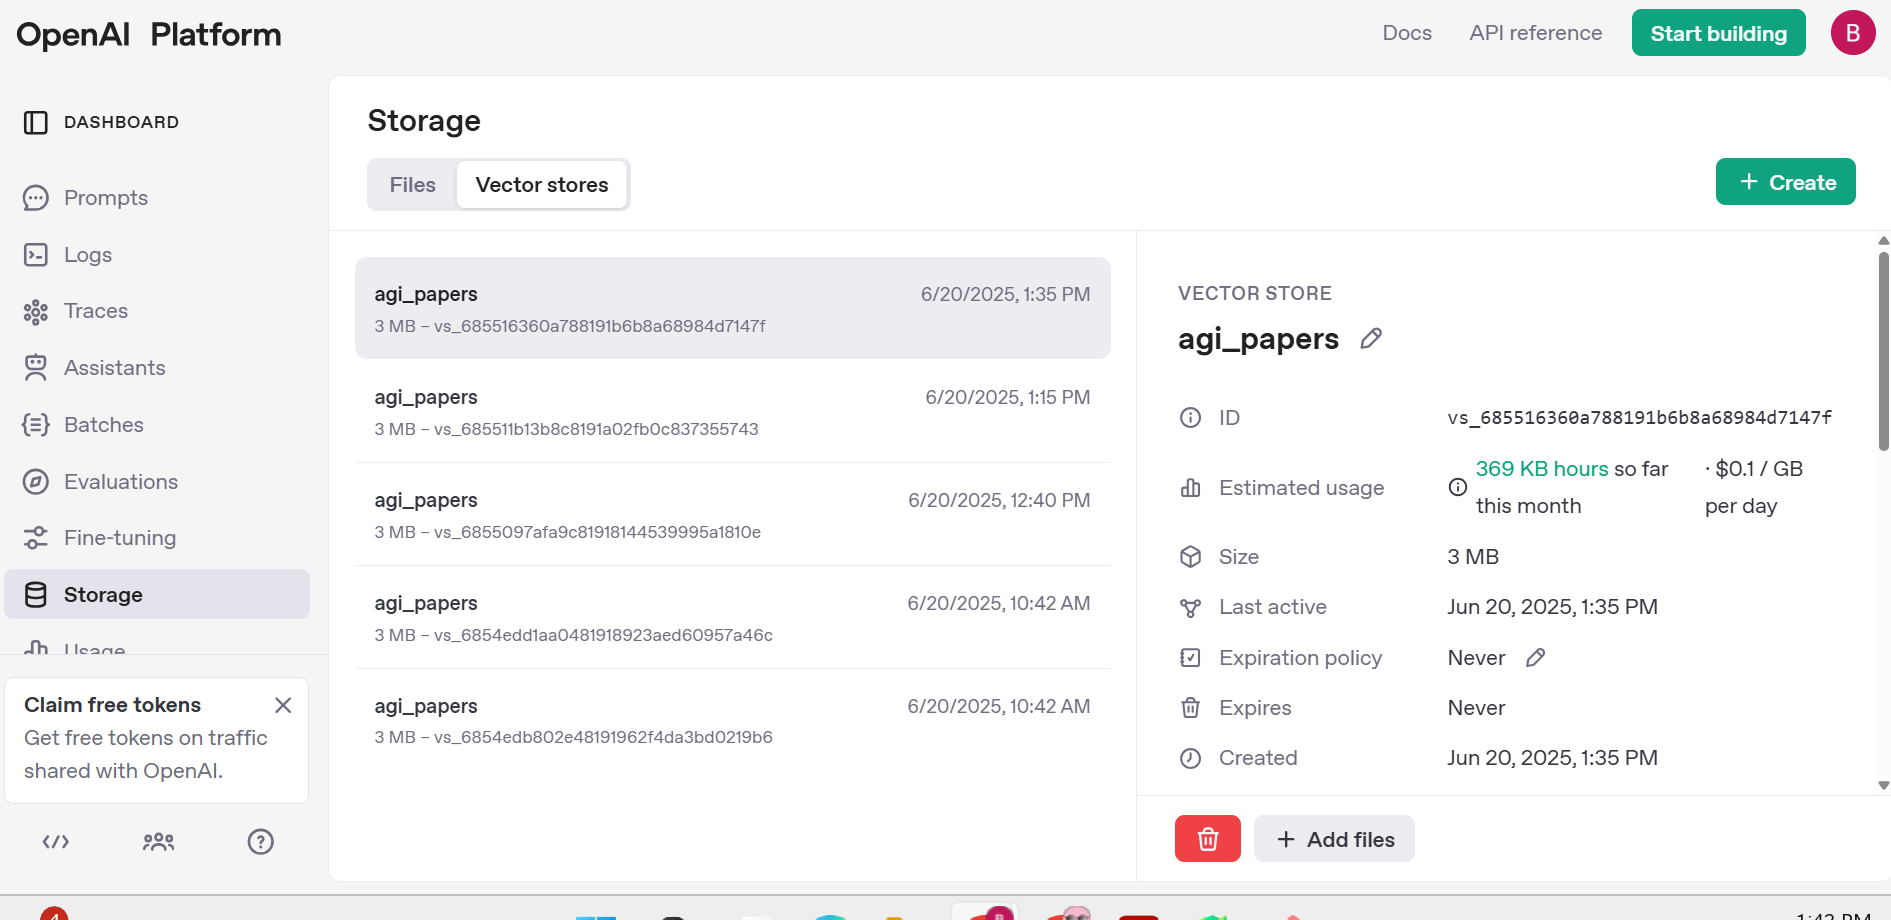 OpenAI Platform
Docs
API reference
Start building
B
DASHBOARD
Prompts
Logs
Traces
Assistants
Batches
Evaluations
Fine-tuning
Storage
Usage
Claim free tokens
Get free tokens on traffic
shared with OpenAI.
Storage
Files
Vector stores
+ Create
agi_papers
6/20/2025, 1:35 PM
3 MB – vs_685516360a788191b6b8a68984d7147f
agi_papers
6/20/2025, 1:15 PM
3 MB – vs_685511b13b8c8191a02fb0c837355743
agi_papers
6/20/2025, 12:40 PM
3 MB – vs_6855097afa9c81918144539995a1810e
agi_papers
6/20/2025, 10:42 AM
3 MB – vs_6854edd1aa0481918923aed60957a46c
agi_papers
6/20/2025, 10:42 AM
3 MB – vs_6854edb802e48191962f4da3bd0219b6
VECTOR STORE
agi_papers
ID
vs_685516360a788191b6b8a68984d7147f
Estimated usage
369 KB hours so far
this month
· $0.1 / GB
per day
Size
3 MB
Last active
Jun 20, 2025, 1:35 PM
Expiration policy
Never
Expires
Never
Created
Jun 20, 2025, 1:35 PM
+ Add files
4
B